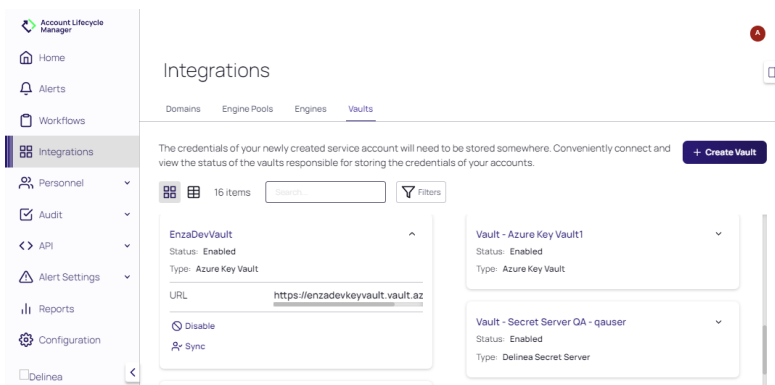 Account Lifecycle
Manager
A
Home
Alerts
Workflows
Integrations
Personnel
Audit
API
Alert Settings
Reports
Configuration
Delinea
Integrations
Domains
Engine Pools
Engines
Vaults
The credentials of your newly created service account will need to be stored somewhere. Conveniently connect and
view the status of the vaults responsible for storing the credentials of your accounts.
+ Create Vault
16 items
Search...
Filters
EnzaDevVault
Status: Enabled
Type: Azure Key Vault
URL https://enzadevkeyvault.vault.az
Disable
Sync
Vault - Azure Key Vault1
Status: Enabled
Type: Azure Key Vault
Vault - Secret Server QA - qauser
Status: Enabled
Type: Delinea Secret Server